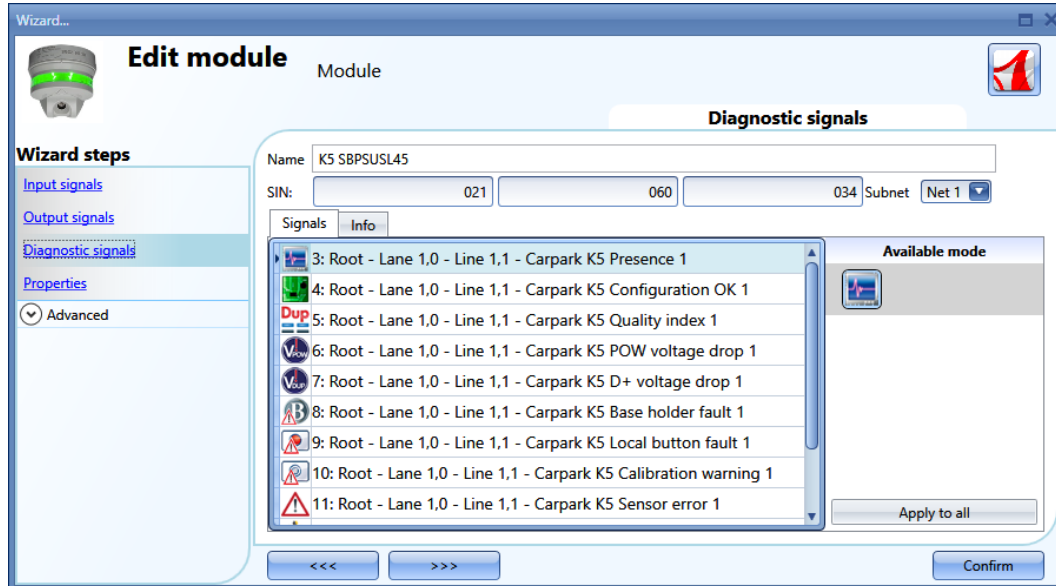 Wizard...
Edit module
Module
Diagnostic signals
Wizard steps
Input signals
Output signals
Diagnostic signals
Properties
Advanced
Name K5 SBPSUSL45
SIN: 021 060 034 Subnet Net 1
Signals Info
3: Root - Lane 1,0 - Line 1,1 - Carpark K5 Presence 1
4: Root - Lane 1,0 - Line 1,1 - Carpark K5 Configuration OK 1
Dup 5: Root - Lane 1,0 - Line 1,1 - Carpark K5 Quality index 1
VPOW 6: Root - Lane 1,0 - Line 1,1 - Carpark K5 POW voltage drop 1
VDUP 7: Root - Lane 1,0 - Line 1,1 - Carpark K5 D+ voltage drop 1
B 8: Root - Lane 1,0 - Line 1,1 - Carpark K5 Base holder fault 1
9: Root - Lane 1,0 - Line 1,1 - Carpark K5 Local button fault 1
10: Root - Lane 1,0 - Line 1,1 - Carpark K5 Calibration warning 1
11: Root - Lane 1,0 - Line 1,1 - Carpark K5 Sensor error 1
Available mode
Apply to all
<<< >>> Confirm